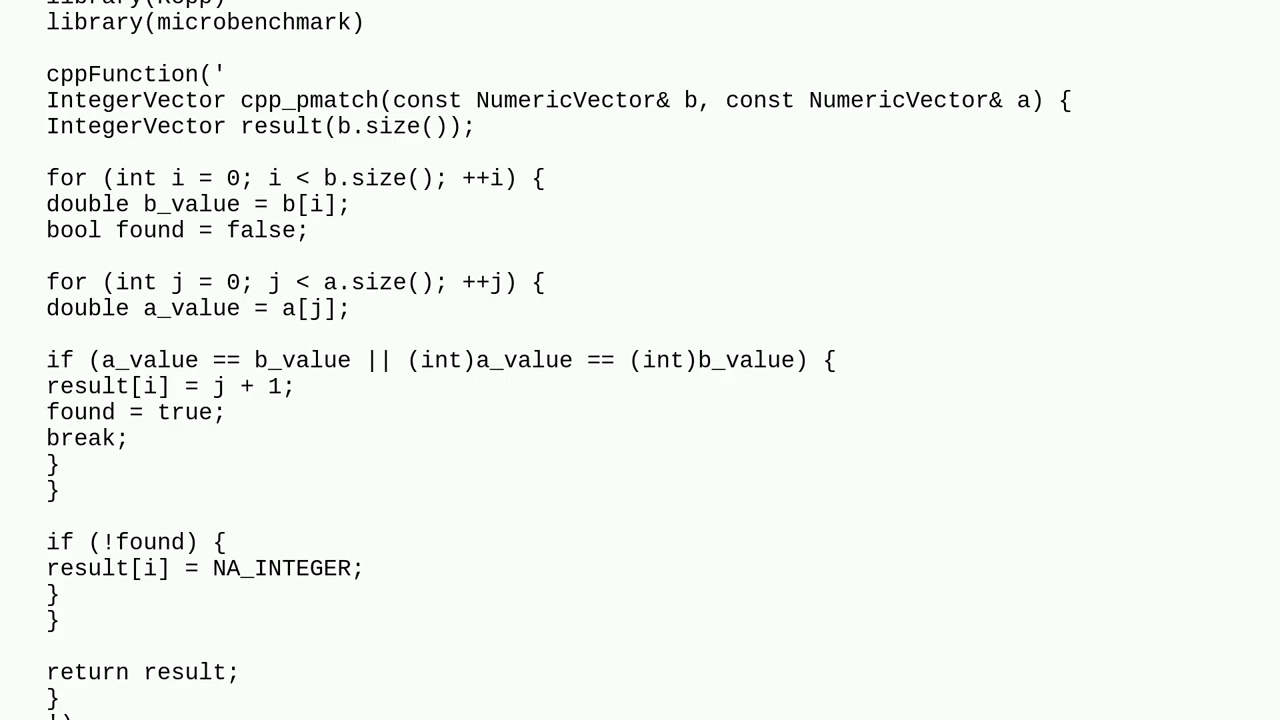 library(Rcpp)
library(microbenchmark)
cppFunction('
IntegerVector cpp_pmatch(const NumericVector& b, const NumericVector& a) {
IntegerVector result(b.size());
for (int i = 0; i < b.size(); ++i) {
double b_value = b[i];
bool found = false;
for (int j = 0; j < a.size(); ++j) {
double a_value = a[j];
if (a_value == b_value || (int)a_value == (int)b_value) {
result[i] = j + 1;
found = true;
break;
}
}
if (!found) {
result[i] = NA_INTEGER;
}
}
return result;
}
')